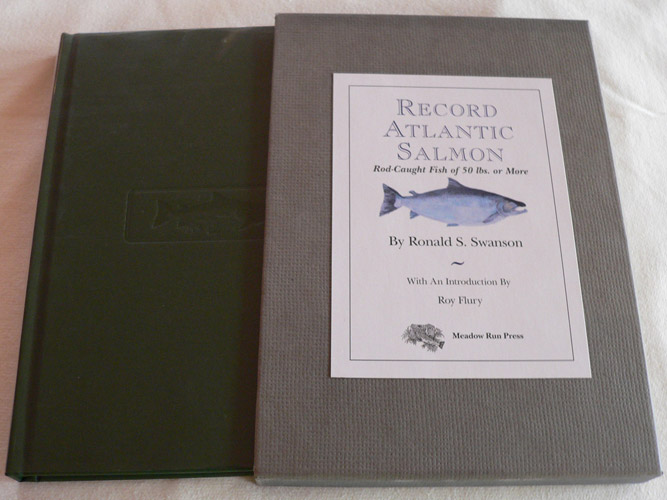 RECORD
ATLANTIC
SALMON
Rod-Caught Fish of 50 lbs. or More
By Ronald S. Swanson
~
With An Introduction By
Roy Flury
Meadow Run Press